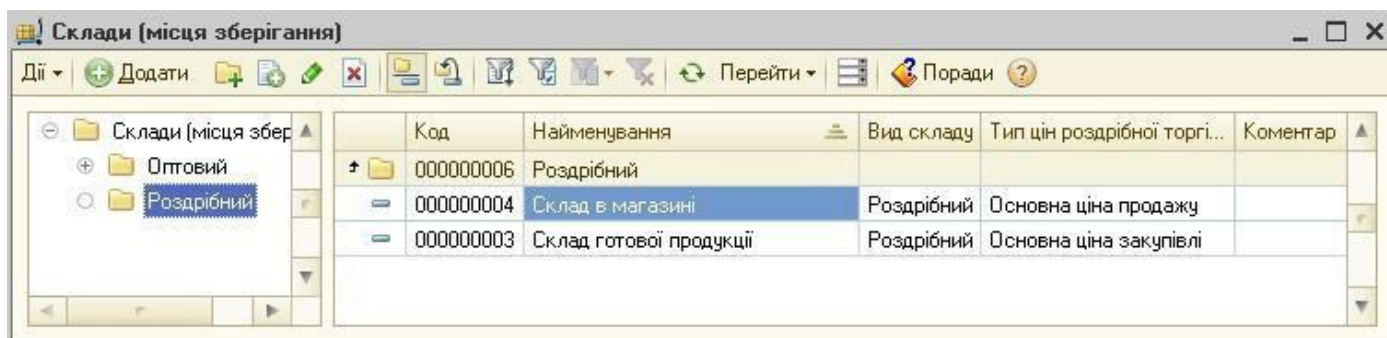 Склади (місця зберігання)
Дії Додати Перейти Поради
Склади (місця збер
Оптовий
Роздрібний
Код Найменування Вид складу Тип цін роздрібної торгі... Коментар
000000006 Роздрібний
000000004 Склад в магазині Роздрібний Основна ціна продажу
000000003 Склад готової продукції Роздрібний Основна ціна закупівлі